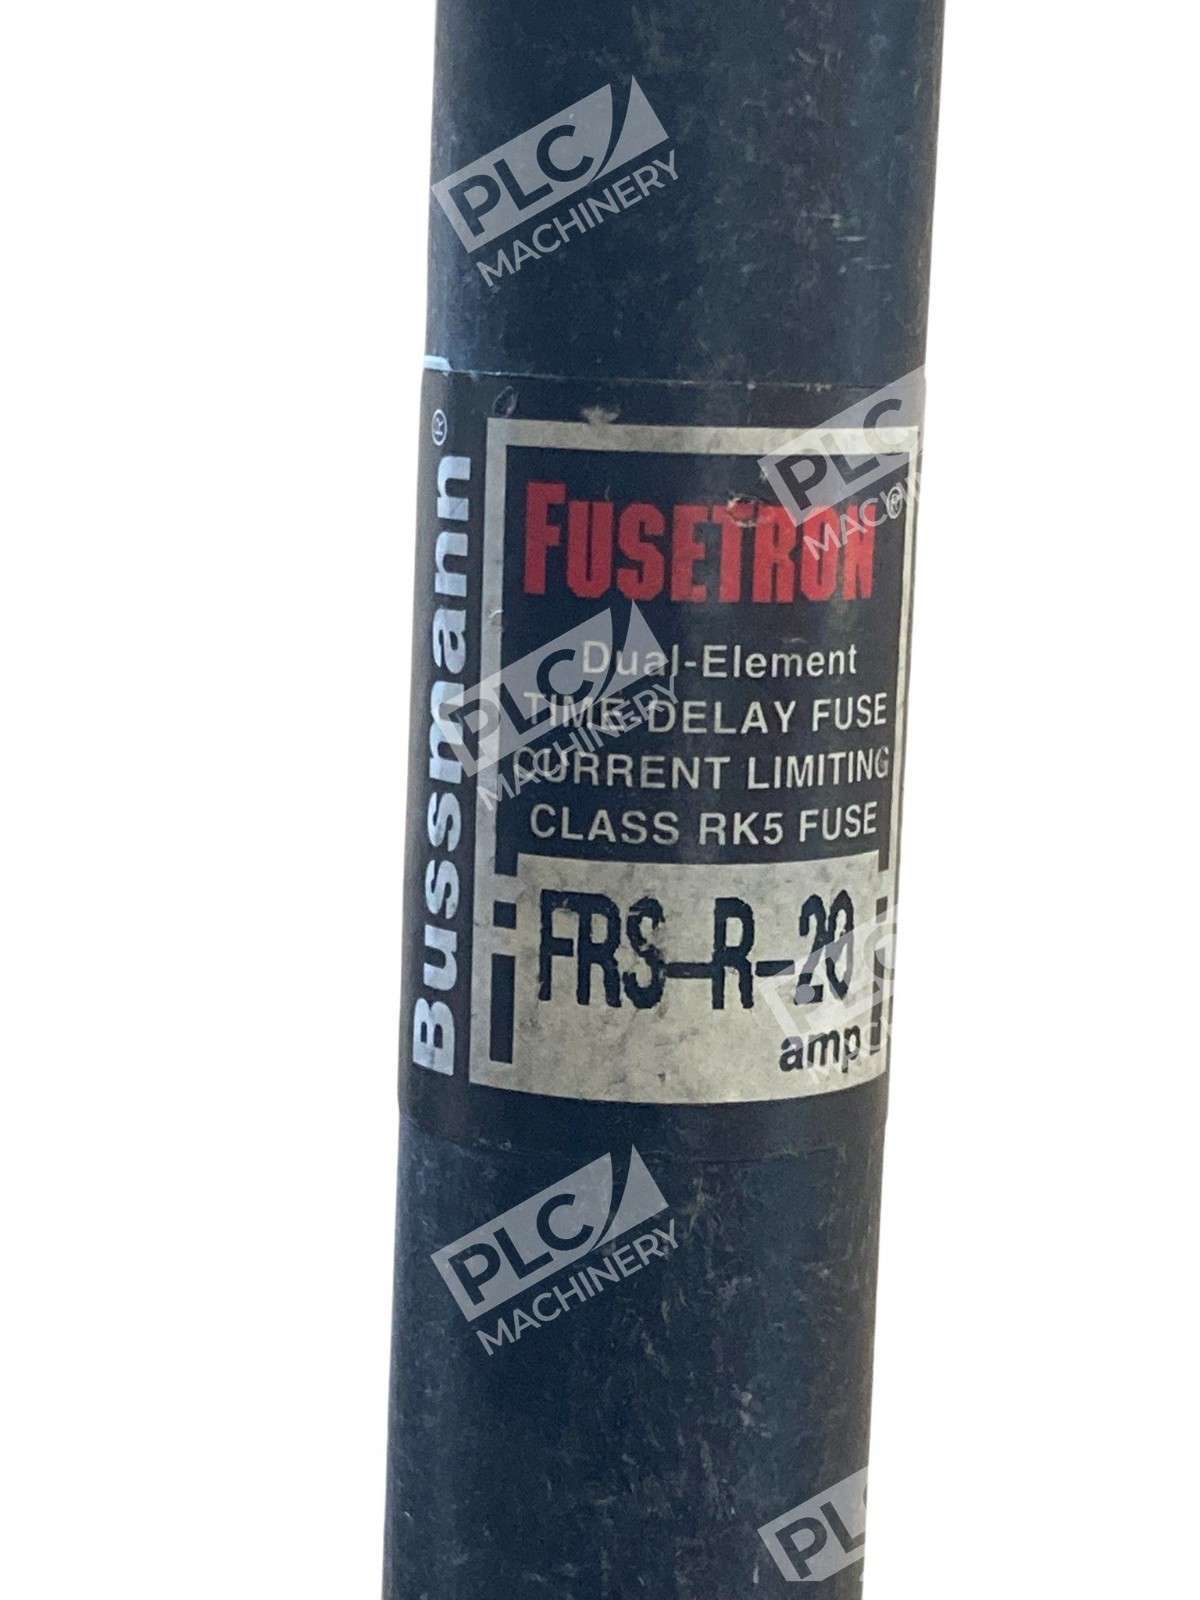 PLC
MACHINERY
Bussmann®
PLC
MACHINERY
FUSETRON®
Dual-Element
TIME-DELAY FUSE
CURRENT LIMITING
CLASS RK5 FUSE
PLC
MACHINERY
FRS-R-20
amp
PLC
PLC
MACHINERY
PLC